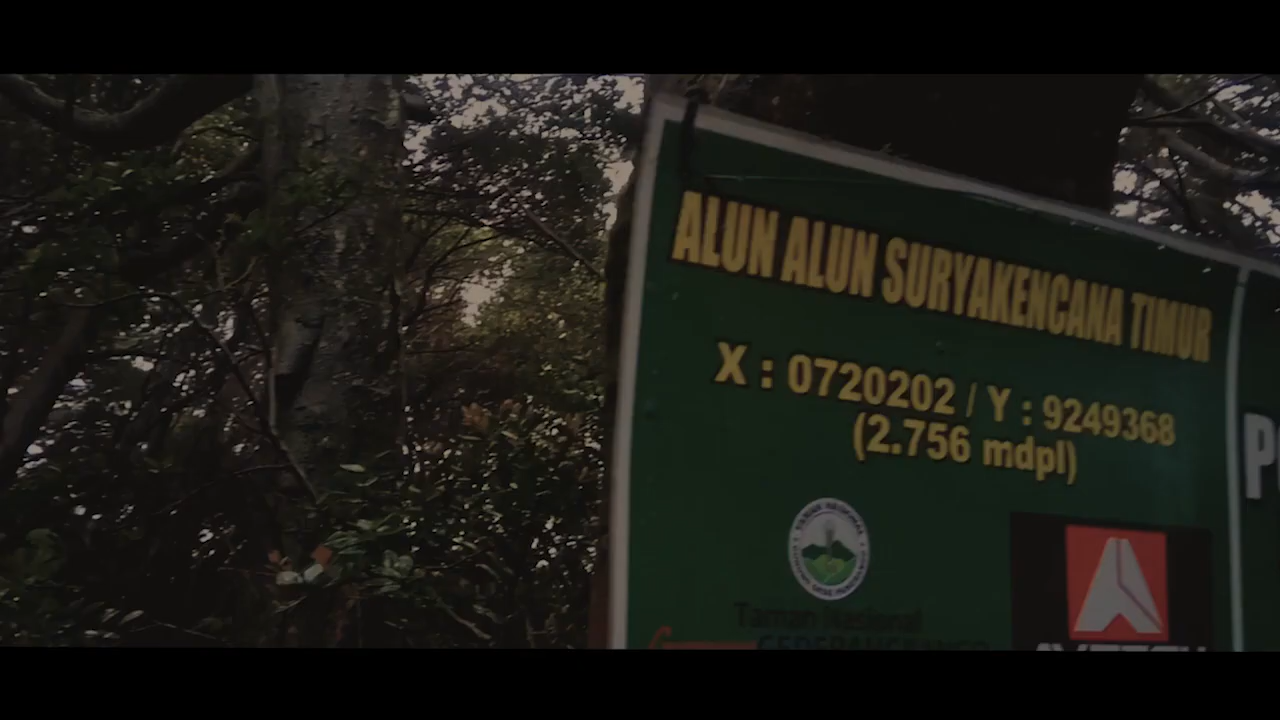 ALUN ALUN SURYAKENCANA TIMUR
X : 0720202 / Y : 9249368
(2.756 mdpl)
Taman Nasional